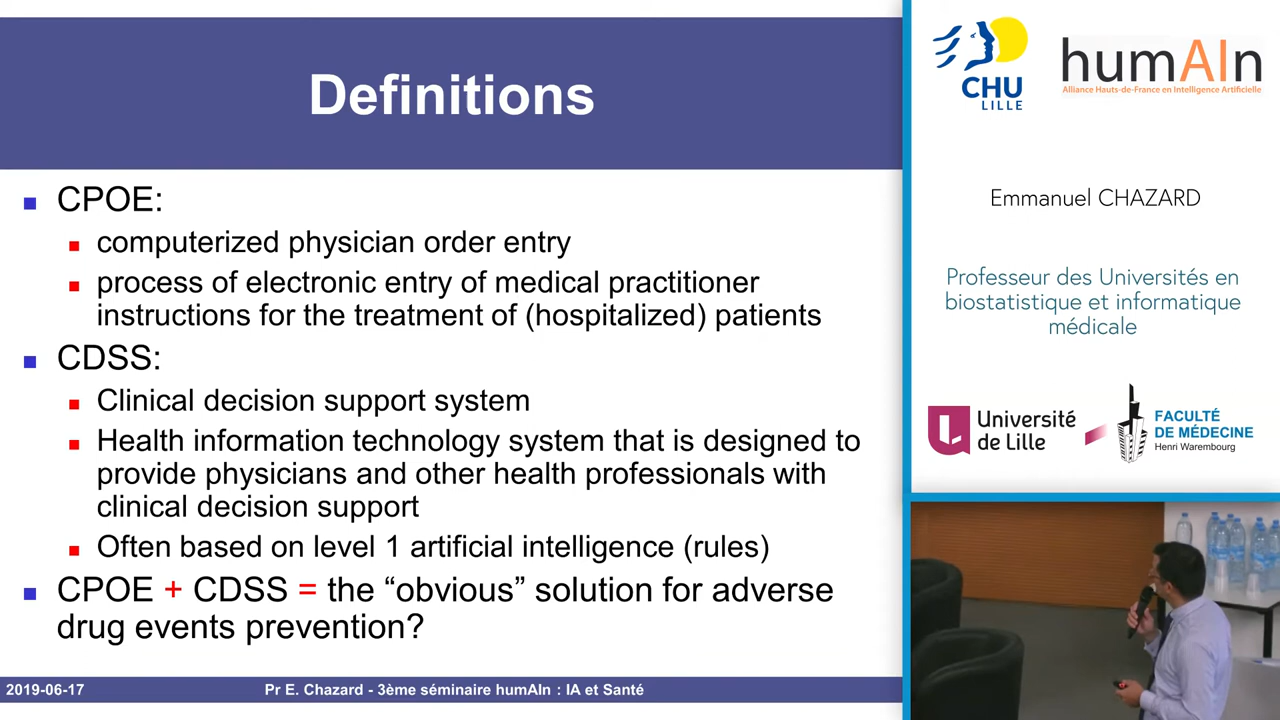 Definitions
CPOE:
computerized physician order entry
process of electronic entry of medical practitioner
instructions for the treatment of (hospitalized) patients
CDSS:
Clinical decision support system
Health information technology system that is designed to
provide physicians and other health professionals with
clinical decision support
Often based on level 1 artificial intelligence (rules)
CPOE + CDSS = the “obvious” solution for adverse
drug events prevention?
2019-06-17
Pr E. Chazard - 3ème séminaire humAIn : IA et Santé
CHU
LILLE
humAIn
Alliance Hauts-de-France en Intelligence Artificielle
Emmanuel CHAZARD
Professeur des Universités en
biostatistique et informatique
médicale
Université
de Lille
FACULTÉ
DE MÉDECINE
Henri Warembourg